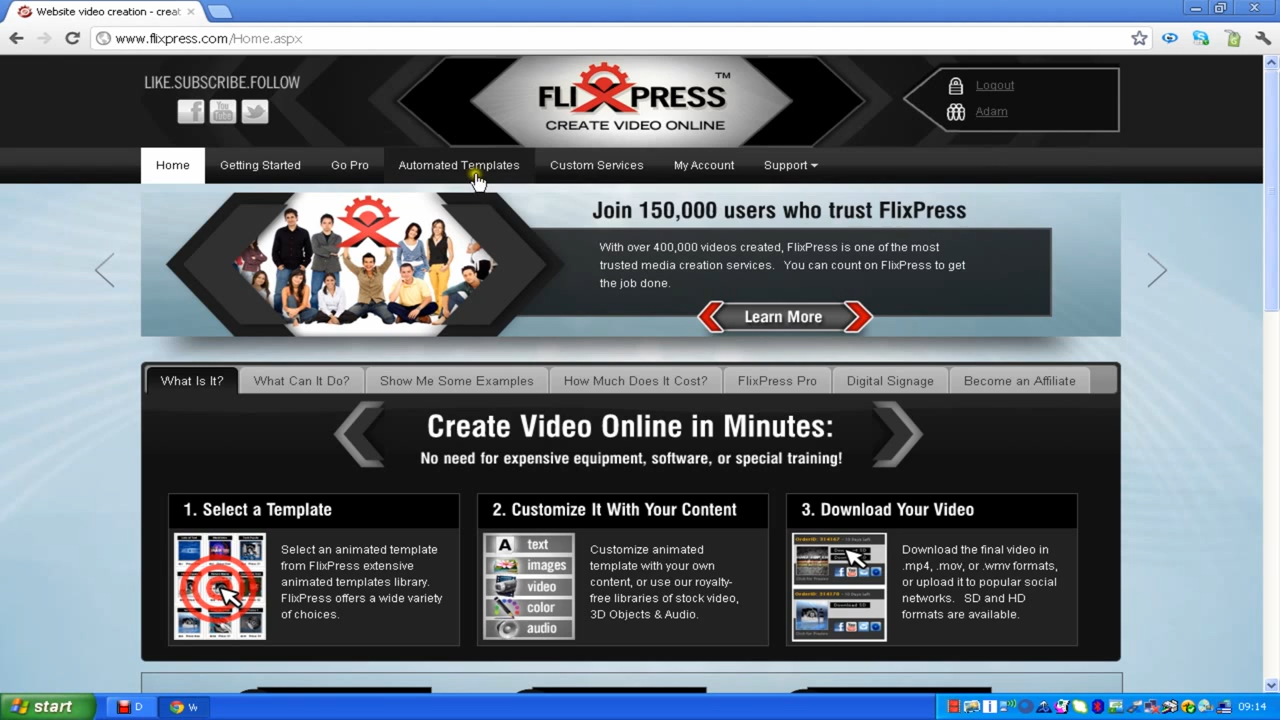 Website video creation - creat
www.flixpress.com/Home.aspx
LIKE.SUBSCRIBE.FOLLOW
You
Tube
FLIXPRESS
TM
CREATE VIDEO ONLINE
Logout
Adam
Home
Getting Started
Go Pro
Automated Templates
Custom Services
My Account
Support
Join 150,000 users who trust FlixPress
With over 400,000 videos created, FlixPress is one of the most
trusted media creation services. You can count on FlixPress to get
the job done.
Learn More
What Is It?
What Can It Do?
Show Me Some Examples
How Much Does It Cost?
FlixPress Pro
Digital Signage
Become an Affiliate
Create Video Online in Minutes:
No need for expensive equipment, software, or special training!
1. Select a Template
Select an animated template
from FlixPress extensive
animated templates library.
FlixPress offers a wide variety
of choices.
2. Customize It With Your Content
A text
images
video
color
audio
Customize animated
template with your own
content, or use our royalty-
free libraries of stock video,
3D Objects & Audio.
3. Download Your Video
Download the final video in
.mp4, .mov, or .wmv formats,
or upload it to popular social
networks. SD and HD
formats are available.
start
D
W
09:14